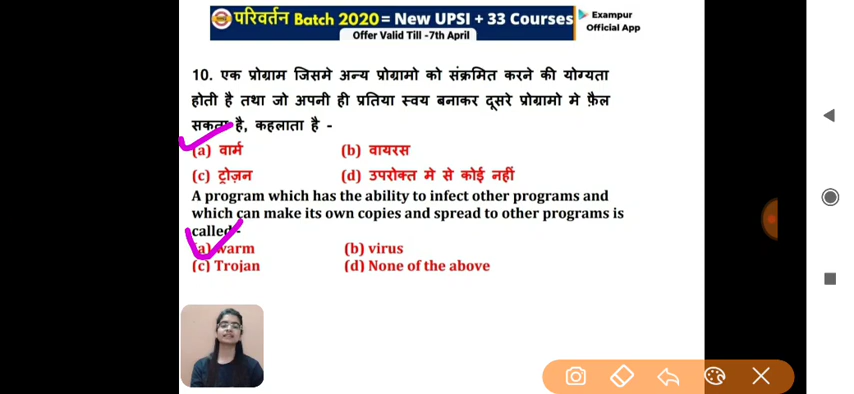 परिवर्तन Batch 2020 = New UPSI + 33 Courses
Offer Valid Till -7th April
Exampur
Official App
10. एक प्रोग्राम जिसमे अन्य प्रोग्रामो को संक्रमित करने की योग्यता
होती है तथा जो अपनी ही प्रतिया स्वय बनाकर दूसरे प्रोग्रामो मे फ़ैल
सकता है, कहलाता है -
(a) वार्म (b) वायरस
(c) ट्रोज़न (d) उपरोक्त मे से कोई नहीं
A program which has the ability to infect other programs and
which can make its own copies and spread to other programs is
called-
(a) warm (b) virus
(c) Trojan (d) None of the above